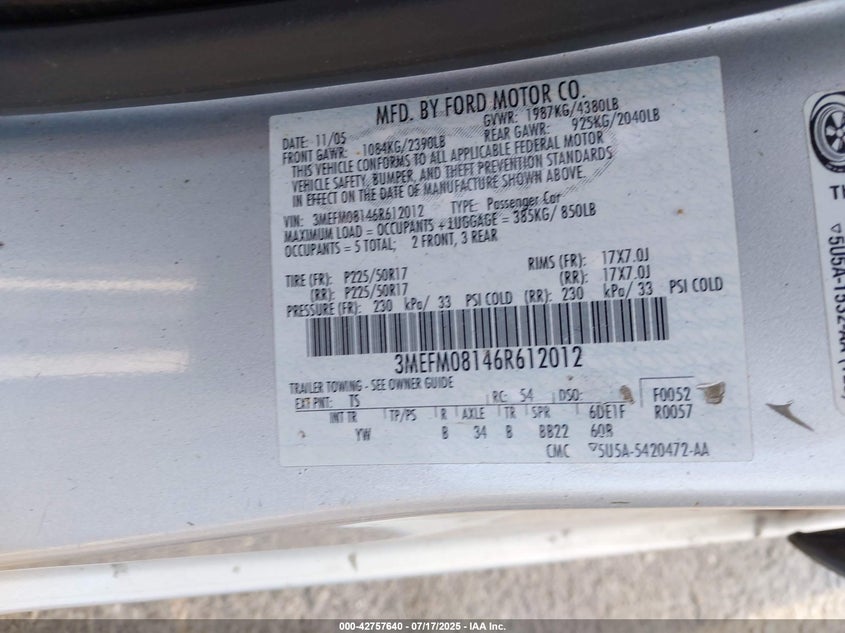 MFD. BY FORD MOTOR CO.
DATE: 11/05 GVWR: 1987KG/4380LB
FRONT GAWR: 1084KG/2390LB REAR GAWR: 925KG/2040LB
THIS VEHICLE CONFORMS TO ALL APPLICABLE FEDERAL MOTOR
VEHICLE SAFETY, BUMPER, AND THEFT PREVENTION STANDARDS
IN EFFECT ON THE DATE OF MANUFACTURE SHOWN ABOVE.
VIN: 3MEFM08146R612012 TYPE: Passenger Car
MAXIMUM LOAD = OCCUPANTS + LUGGAGE = 385KG/ 850LB
OCCUPANTS = 5 TOTAL; 2 FRONT, 3 REAR
TIRE (FR): P225/50R17 RIMS (FR): 17X7.0J
(RR): P225/50R17 (RR): 17X7.0J
PRESSURE (FR): 230 kPa/ 33 PSI COLD (RR): 230 kPa/ 33 PSI COLD
3MEFM08146R612012
TRAILER TOWING - SEE OWNER GUIDE
EXT PNT: TS RC: 54 DSO: F0052
INT TR TP/PS R AXLE TR SPR 6DE1F R0057
YW B 34 B BB22 60B
CMC 5U5A-5420472-AA
TH
000-42757640 - 07/17/2025 - IAA Inc.